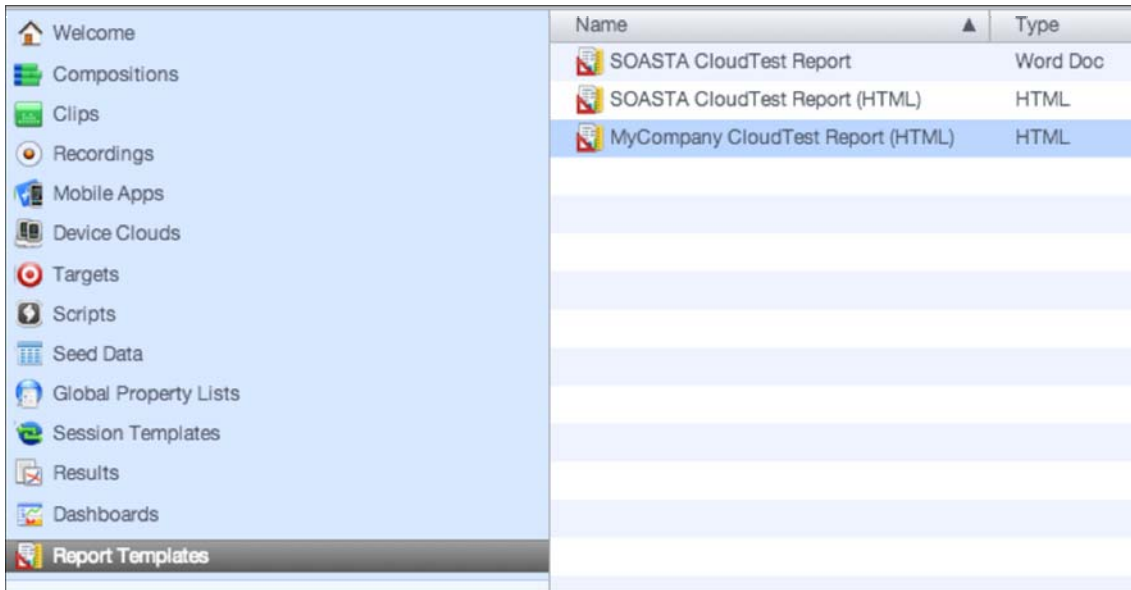 Welcome
Compositions
Clips
Recordings
Mobile Apps
Device Clouds
Targets
Scripts
Seed Data
Global Property Lists
Session Templates
Results
Dashboards
Report Templates
Name Type
SOASTA CloudTest Report Word Doc
SOASTA CloudTest Report (HTML) HTML
MyCompany CloudTest Report (HTML) HTML